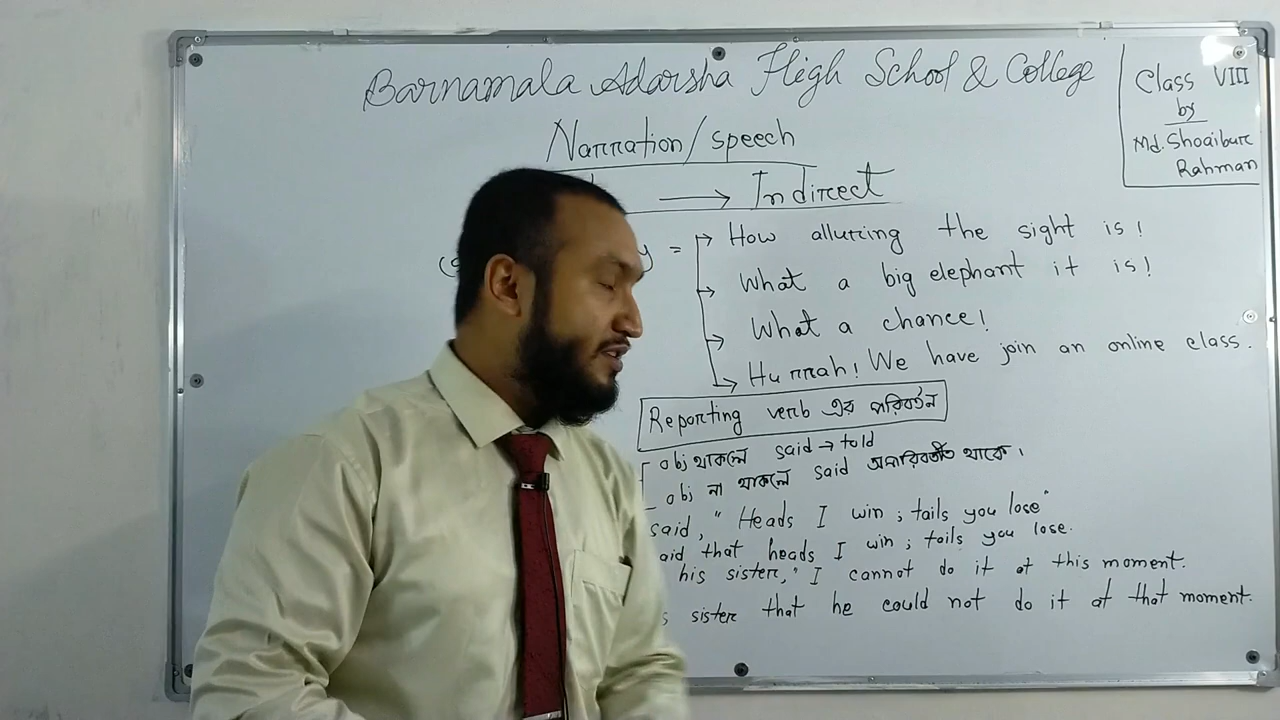 Barnamala Adarsha High School & College
Class VIII
by
Md. Shoaibur
Rahman
Narration/speech
→ Indirect
= → How alluring the sight is!
→ What a big elephant it is!
→ What a chance!
→ Hurrah! We have join an online class.
Reporting verb এর পরিবর্তন
obj থাকলে said → told
obj না থাকলে said অপরিবর্তীত থাকে।
said, "Heads I win ; tails you lose"
aid that heads I win ; tails you lose.
his sister, "I cannot do it at this moment.
s sister that he could not do it at that moment.